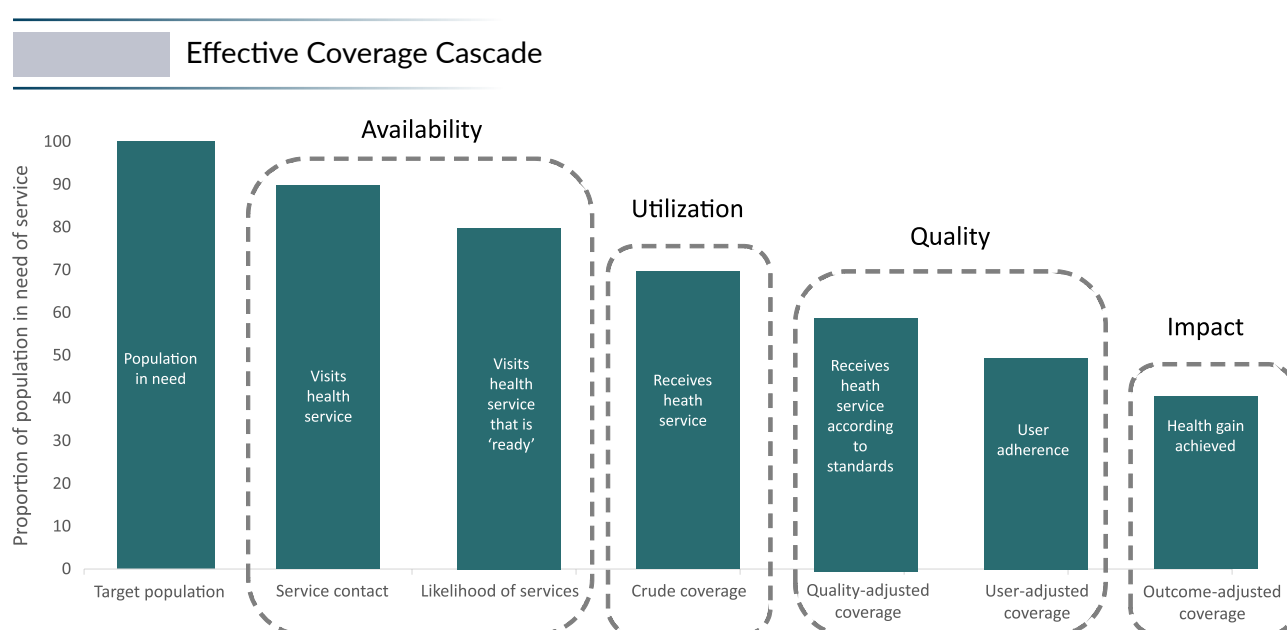 Effective Coverage Cascade
Availability
Utilization
Quality
Impact
Proportion of population in need of service
100
90
80
70
60
50
40
30
20
10
0
Population
in need
Visits
health
service
Visits
health
service
that is
‘ready’
Receives
heath
service
Receives
heath
service
according
to
standards
User
adherence
Health gain
achieved
Target population
Service contact
Likelihood of services
Crude coverage
Quality-adjusted
coverage
User-adjusted
coverage
Outcome-adjusted
coverage